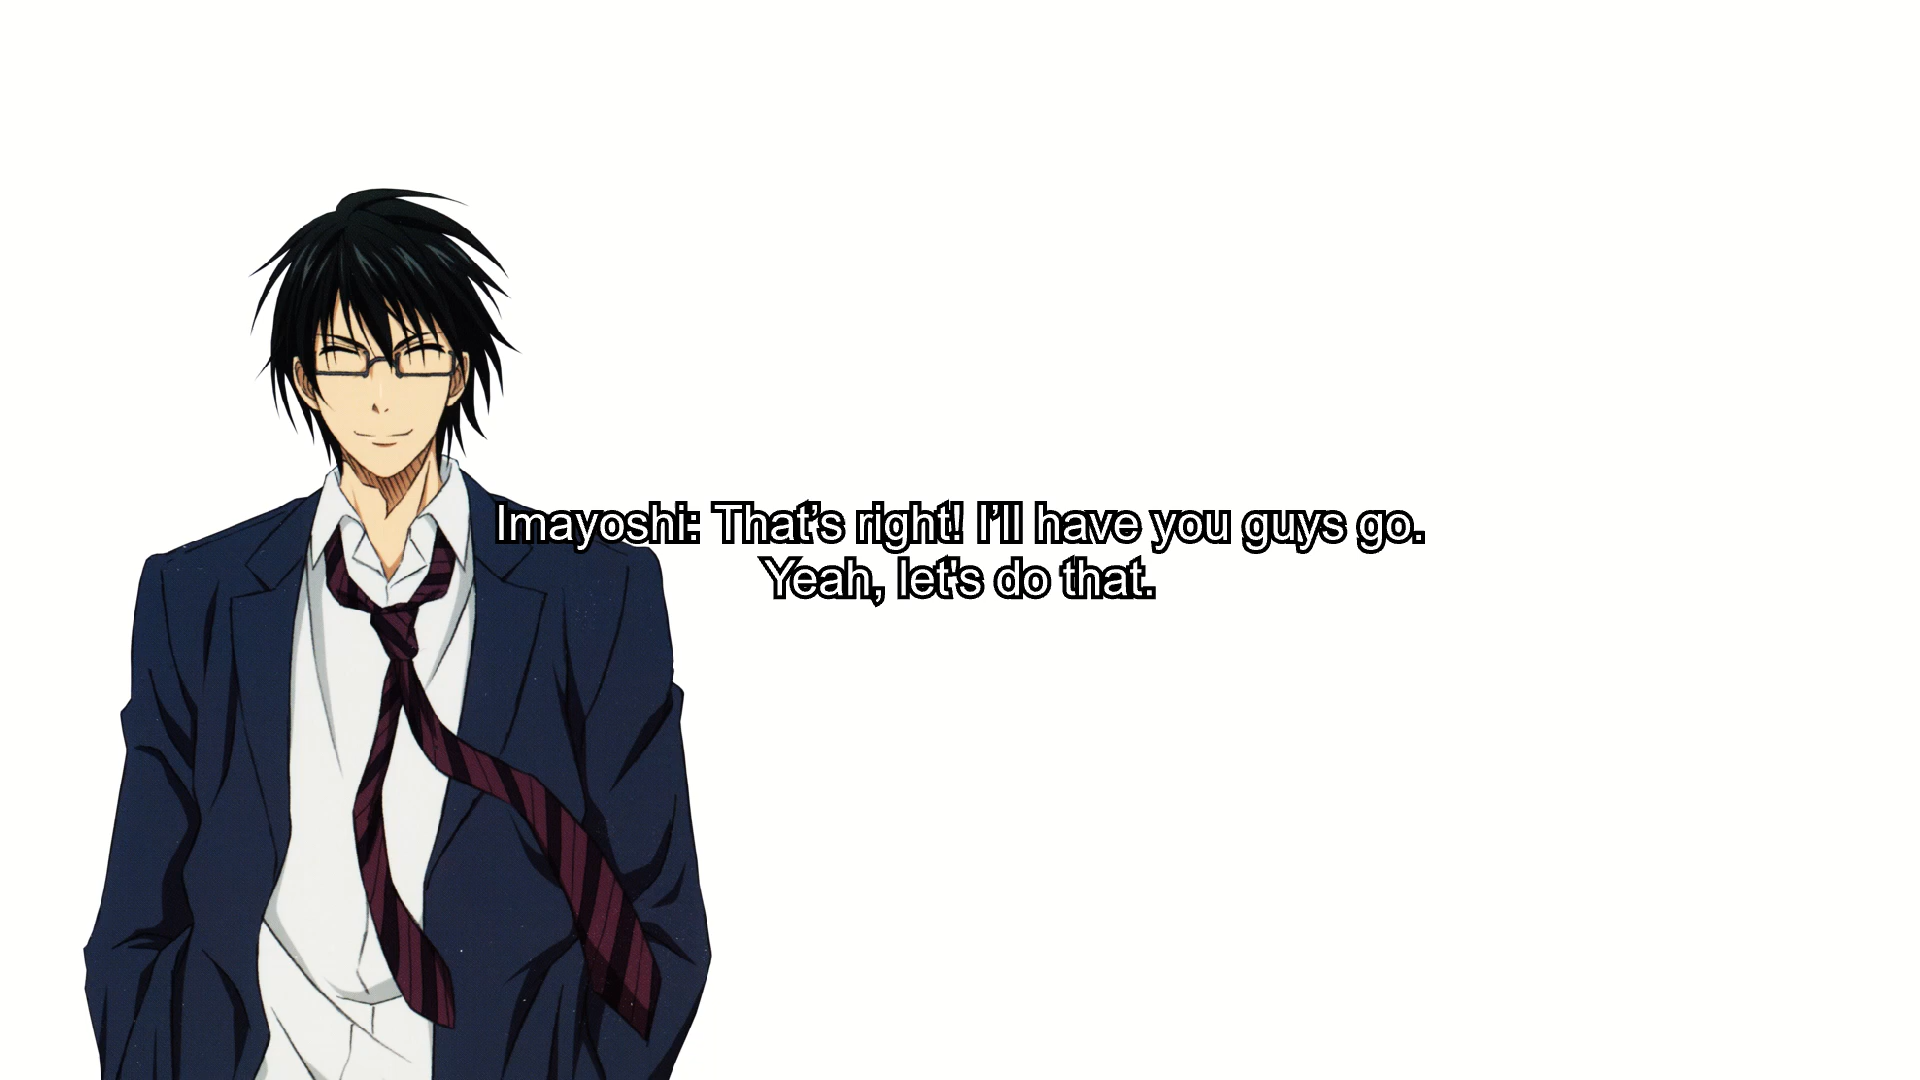 Imayoshi: That’s right! I’ll have you guys go.
Yeah, let's do that.